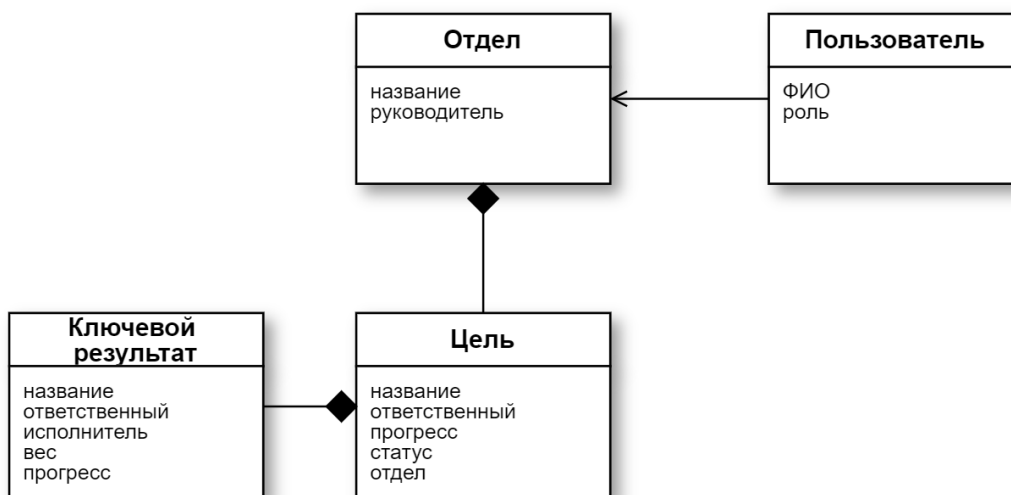 Отдел
название
руководитель
Пользователь
ФИО
роль
Ключевой
результат
название
ответственный
исполнитель
вес
прогресс
Цель
название
ответственный
прогресс
статус
отдел